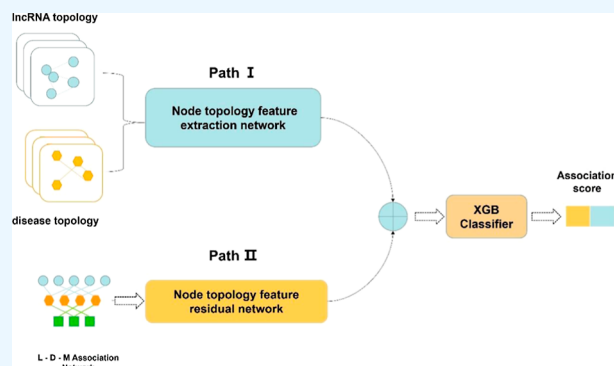 lncRNA topology
Path I
Node topology feature
extraction network
disease topology
Association
score
XGB
Classifier
Path II
Node topology feature
residual network
L - D - M Association